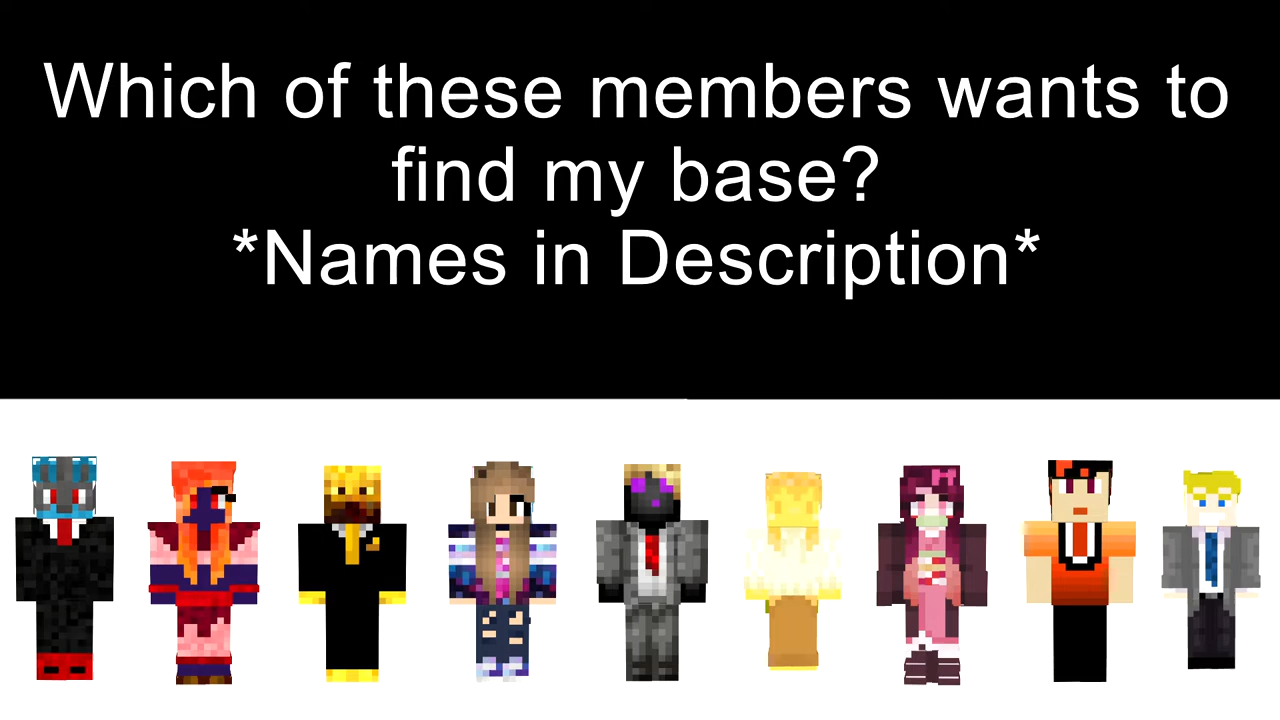 Which of these members wants to
find my base?
*Names in Description*